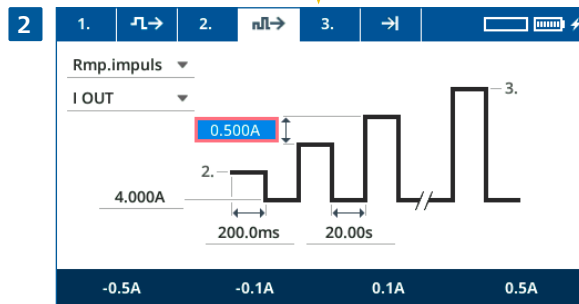 2
1. 2. 3.
Rmp.impuls
I OUT
3.
0.500A
2.
4.000A
200.0ms 20.00s
-0.5A -0.1A 0.1A 0.5A